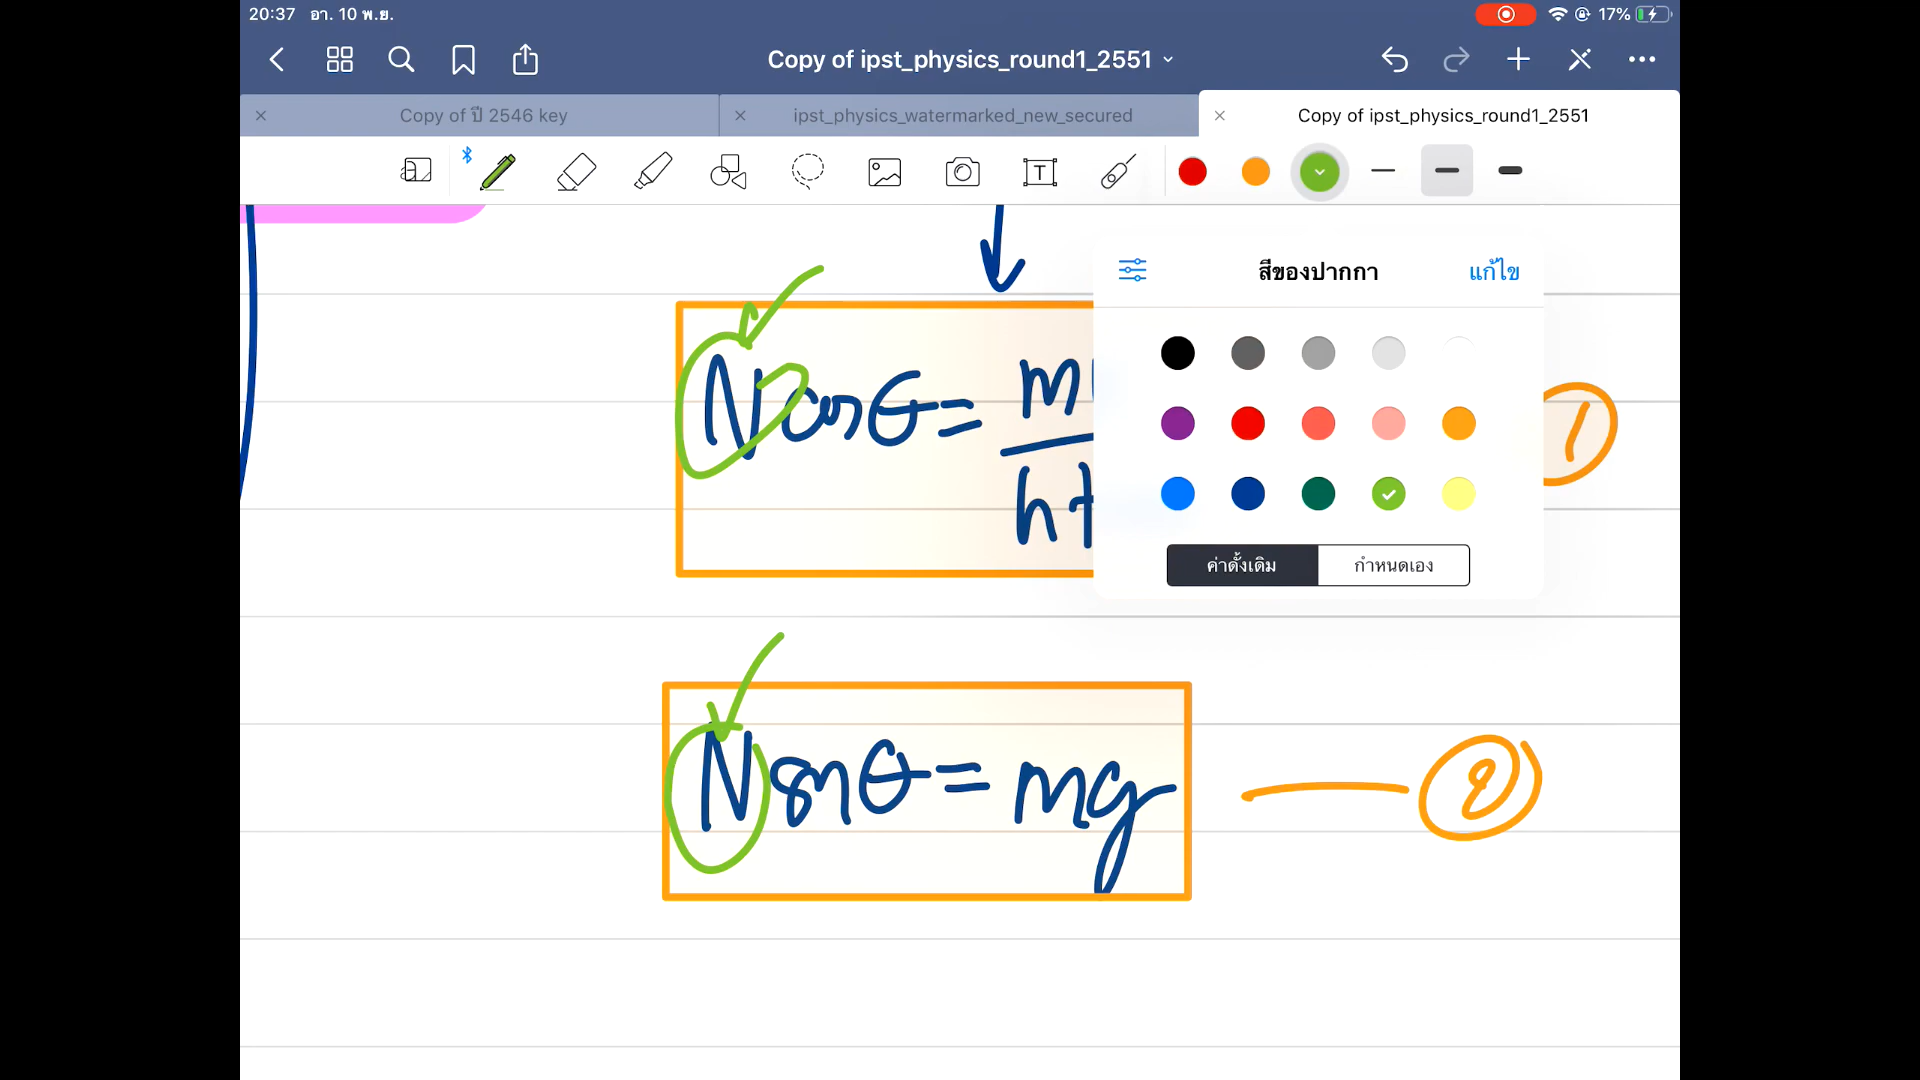 20:37 อา. 10 พ.ย. 17%
Copy of ipst_physics_round1_2551
Copy of ปี 2546 key
ipst_physics_watermarked_new_secured
Copy of ipst_physics_round1_2551
สีของปากกา
แก้ไข
ค่าดั้งเดิม
กำหนดเอง
N cos θ = m
h+
1
N sin θ = mg
2